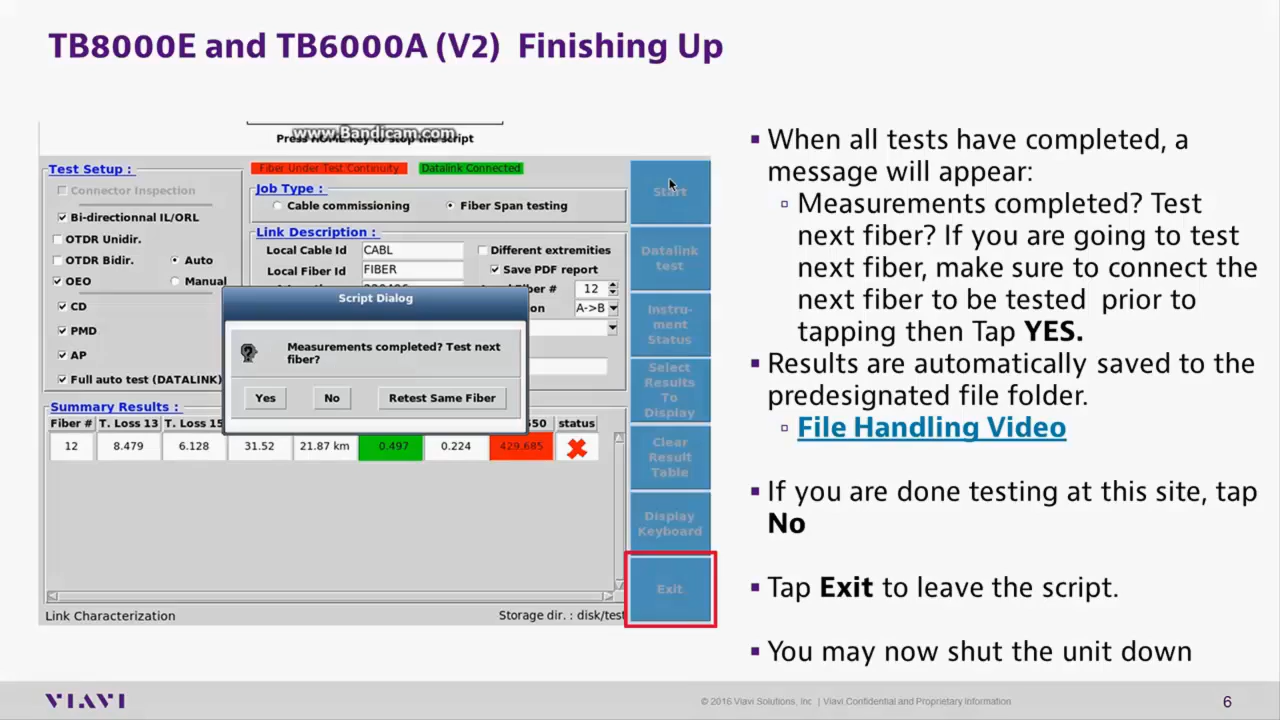 TB8000E and TB6000A (V2) Finishing Up
www.Bandicam.com
Press HOME key to stop the script
Test Setup :
Connector Inspection
Bi-directionnal IL/ORL
OTDR Unidir.
OTDR Bidir.
Auto
OEO
Manual
CD
PMD
AP
Full auto test (DATALINK)
Fiber Under Test Continuity
Datalink Connected
Job Type :
Cable commissioning
Fiber Span testing
Link Description :
Local Cable Id CABL
Different extremities
Local Fiber Id FIBER
Save PDF report
12
A->B
Script Dialog
Measurements completed? Test next
fiber?
Yes No Retest Same Fiber
Summary Results :
Fiber # T. Loss 13 T. Loss 15 status
12 8.479 6.128 31.52 21.87 km 0.497 0.224 429.685
Link Characterization
Storage dir. : disk/test
Start
Datalink
test
Instru-
ment
Status
Select
Results
To
Display
Clear
Result
Table
Display
Keyboard
Exit
▪ When all tests have completed, a
message will appear:
▫ Measurements completed? Test
next fiber? If you are going to test
next fiber, make sure to connect the
next fiber to be tested prior to
tapping then Tap YES.
▪ Results are automatically saved to the
predesignated file folder.
▫ File Handling Video
▪ If you are done testing at this site, tap
No
▪ Tap Exit to leave the script.
▪ You may now shut the unit down
VIAVI
© 2016 Viavi Solutions, Inc | Viavi Confidential and Proprietary Information
6